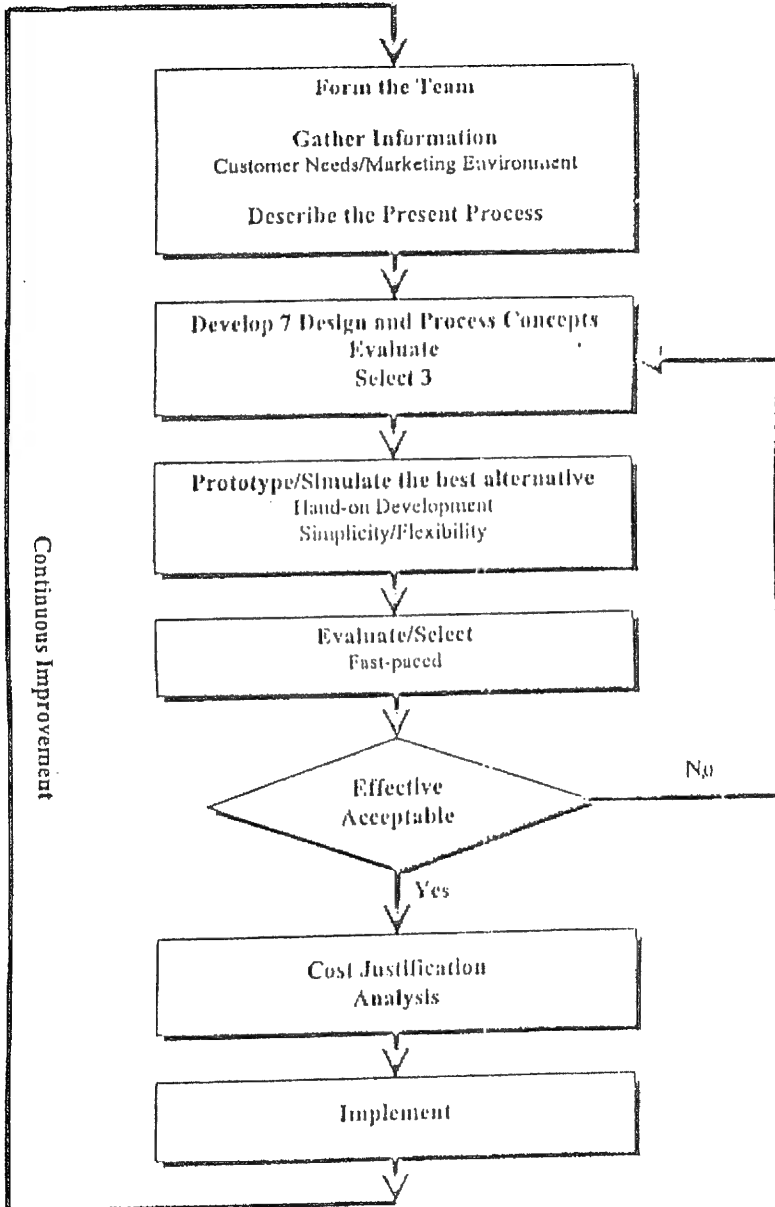 Form the Team
Gather Information
Customer Needs/Marketing Environment
Describe the Present Process
Develop 7 Design and Process Concepts
Evaluate
Select 3
Prototype/Simulate the best alternative
Hand-on Development
Simplicity/Flexibility
Evaluate/Select
Fast-paced
Effective
Acceptable
No
Yes
Cost Justification
Analysis
Implement
Continuous Improvement